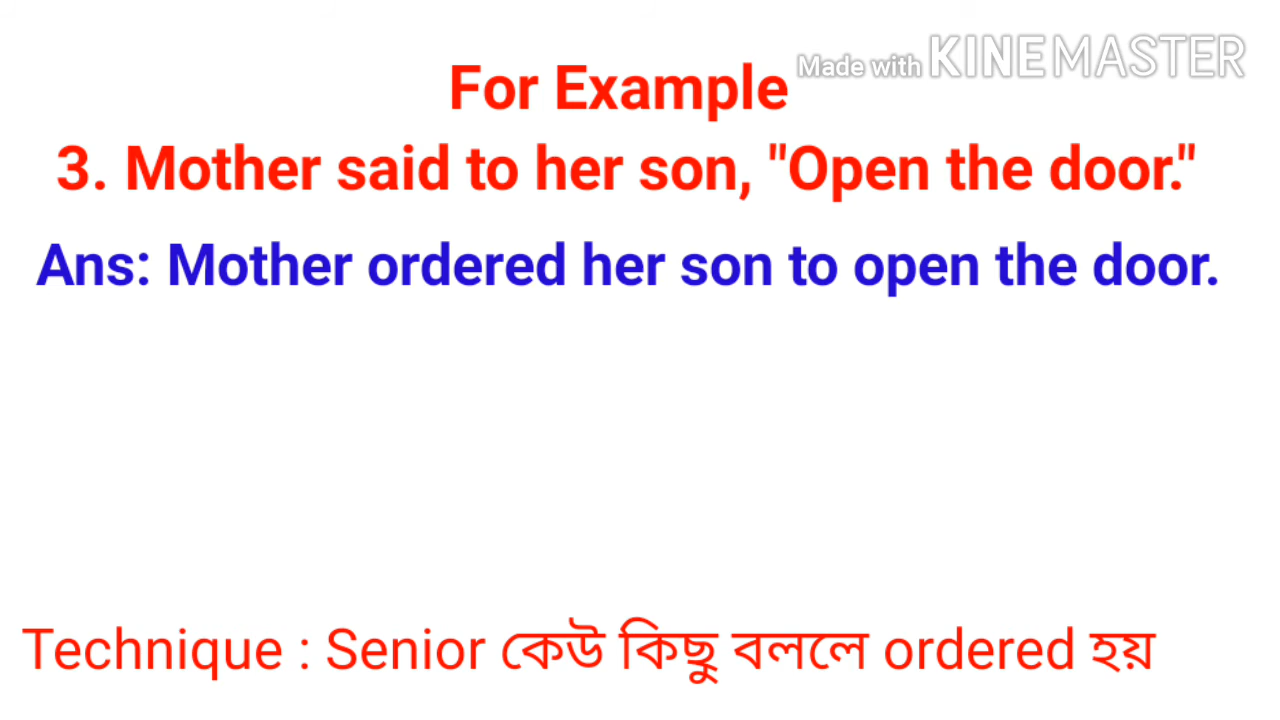 Made with KINEMASTER
For Example
3. Mother said to her son, "Open the door."
Ans: Mother ordered her son to open the door.
Technique : Senior কেউ কিছু বললে ordered হয়